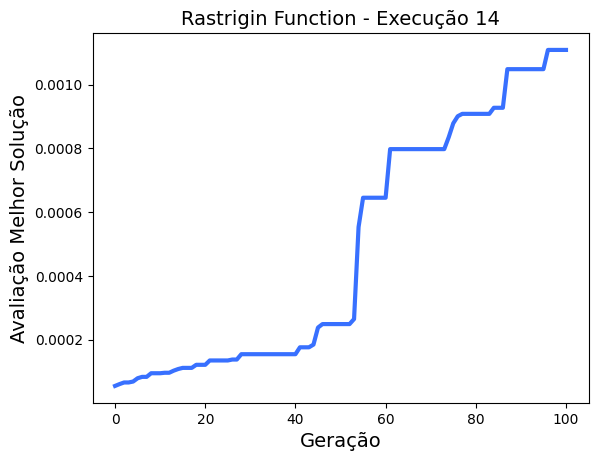 Rastrigin Function - Execução 14
Avaliação Melhor Solução
0.0010
0.0008
0.0006
0.0004
0.0002
0 20 40 60 80 100
Geração